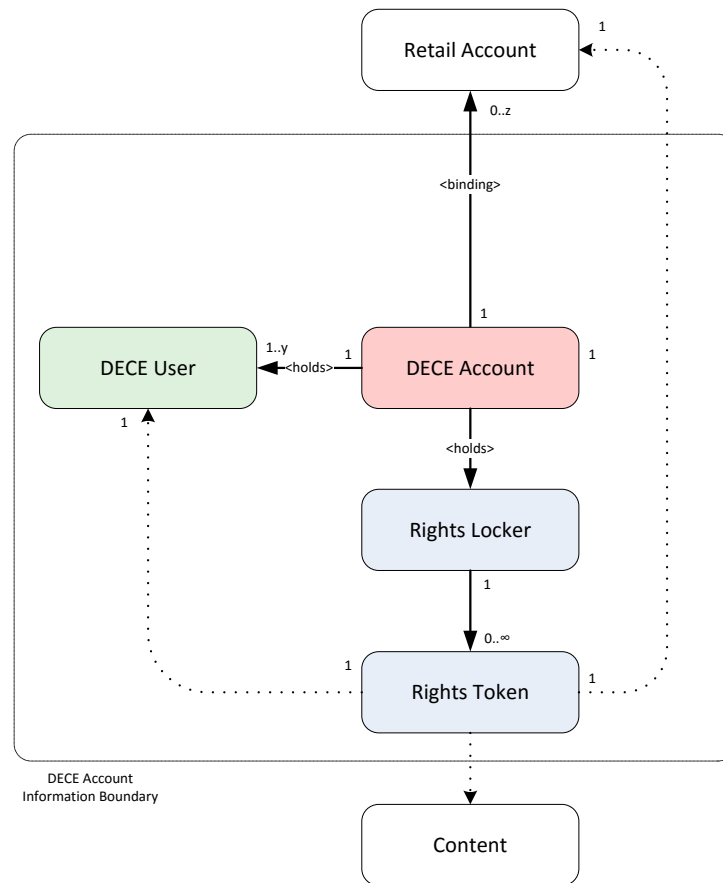 1
Retail Account
0..z
<binding>
1
1..y
1
1
DECE User
<holds>
DECE Account
1
<holds>
Rights Locker
1
0..∞
1
1
Rights Token
DECE Account
Information Boundary
Content